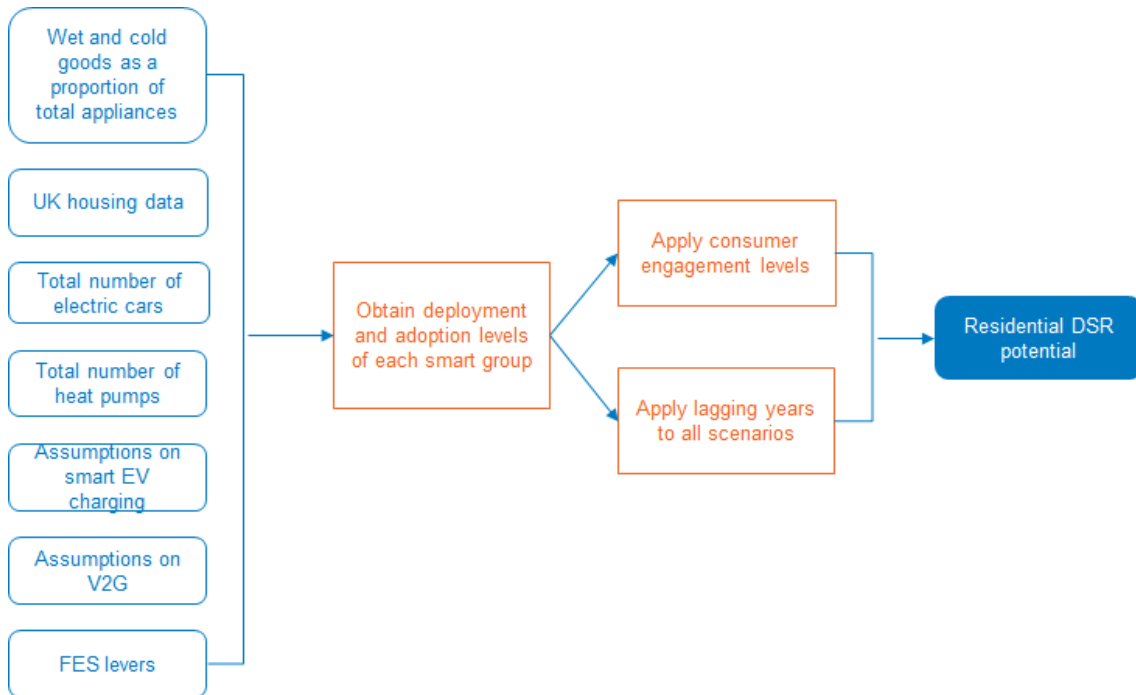 Wet and cold
goods as a
proportion of
total appliances
UK housing data
Total number of
electric cars
Total number of
heat pumps
Assumptions on
smart EV
charging
Assumptions on
V2G
FES levers
Obtain deployment
and adoption levels
of each smart group
Apply consumer
engagement levels
Apply lagging years
to all scenarios
Residential DSR
potential